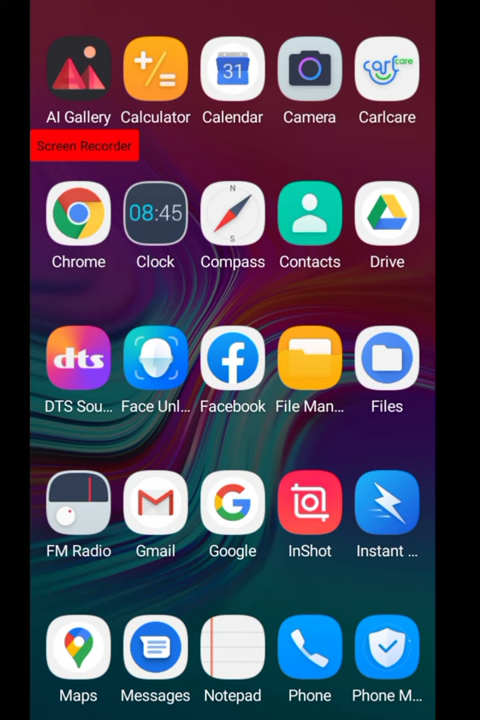 AI Gallery Calculator Calendar Camera Carlcare
31
carlcare
Screen Recorder
N
08:45
S
Chrome Clock Compass Contacts Drive
dts
DTS Sou... Face Unl... Facebook File Man... Files
FM Radio Gmail Google InShot Instant ...
Maps Messages Notepad Phone Phone M...